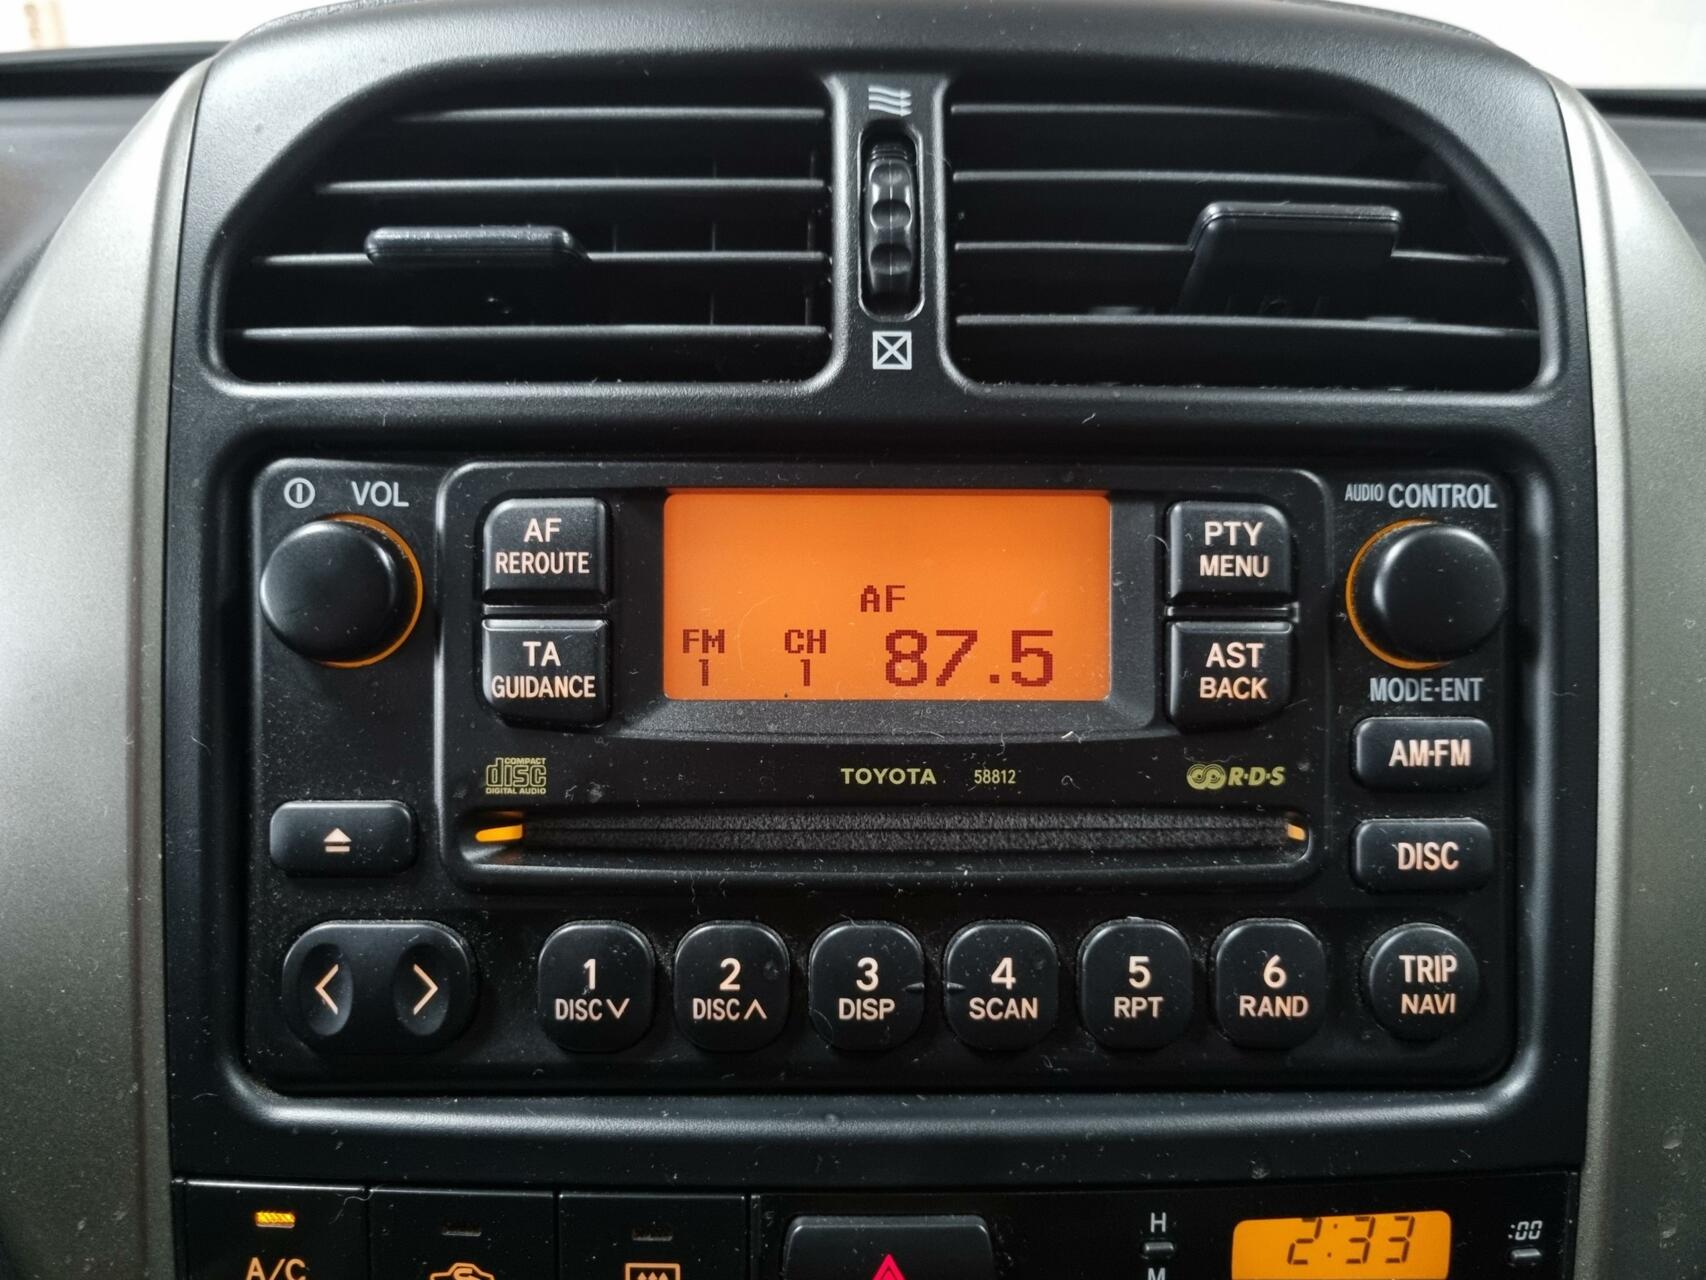 VOL
AUDIO CONTROL
AF
REROUTE
PTY
MENU
AF
FM
1
CH
1
87.5
TA
GUIDANCE
AST
BACK
MODE·ENT
AM·FM
COMPACT
disc
DIGITAL AUDIO
TOYOTA 58812
R·D·S
DISC
1
DISC
2
DISC
3
DISP
4
SCAN
5
RPT
6
RAND
TRIP
NAVI
A/C
H
M
2:33
:00